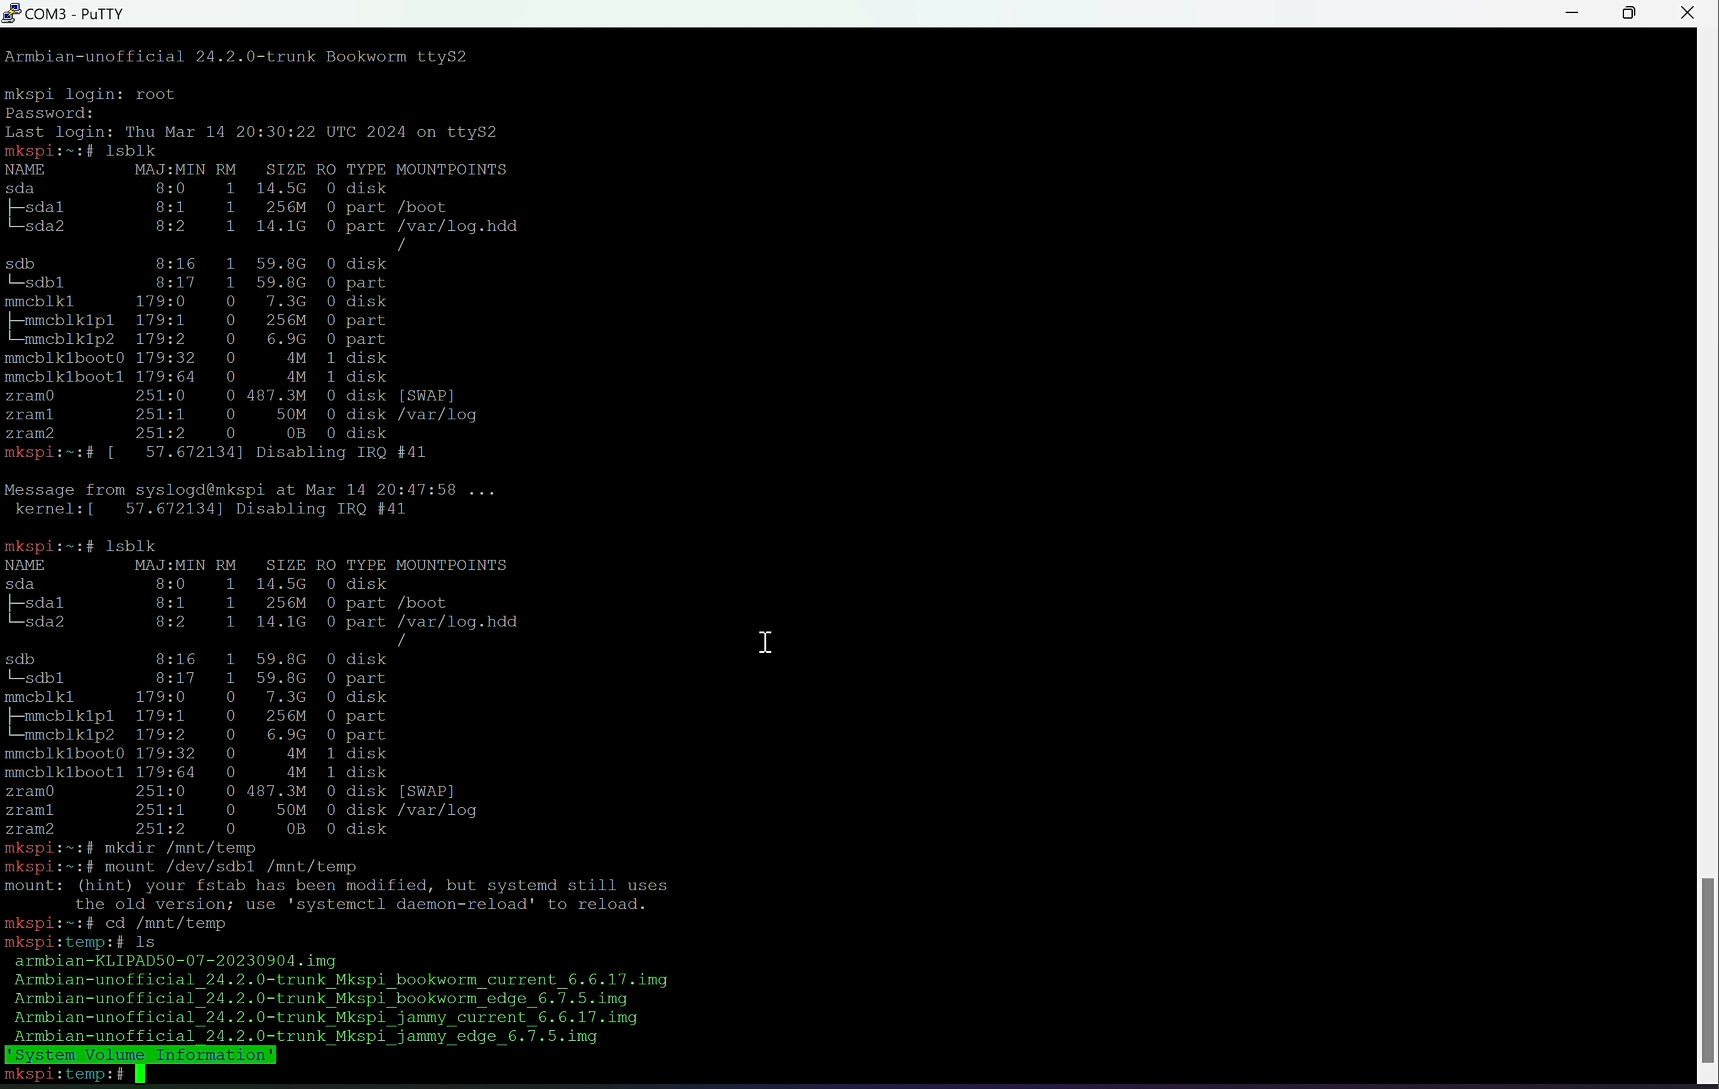 COM3 - PuTTY
Armbian-unofficial 24.2.0-trunk Bookworm ttyS2
mkspi login: root
Password:
Last login: Thu Mar 14 20:30:22 UTC 2024 on ttyS2
mkspi:~:# lsblk
NAME         MAJ:MIN RM   SIZE RO TYPE MOUNTPOINTS
sda            8:0    1  14.5G  0 disk
├─sda1         8:1    1   256M  0 part /boot
└─sda2         8:2    1  14.1G  0 part /var/log.hdd
                                       /
sdb            8:16   1  59.8G  0 disk
└─sdb1         8:17   1  59.8G  0 part
mmcblk1      179:0    0   7.3G  0 disk
├─mmcblk1p1  179:1    0   256M  0 part
└─mmcblk1p2  179:2    0   6.9G  0 part
mmcblk1boot0 179:32   0     4M  1 disk
mmcblk1boot1 179:64   0     4M  1 disk
zram0        251:0    0 487.3M  0 disk [SWAP]
zram1        251:1    0    50M  0 disk /var/log
zram2        251:2    0     0B  0 disk
mkspi:~:# [   57.672134] Disabling IRQ #41
Message from syslogd@mkspi at Mar 14 20:47:58 ...
 kernel:[   57.672134] Disabling IRQ #41
mkspi:~:# lsblk
NAME         MAJ:MIN RM   SIZE RO TYPE MOUNTPOINTS
sda            8:0    1  14.5G  0 disk
├─sda1         8:1    1   256M  0 part /boot
└─sda2         8:2    1  14.1G  0 part /var/log.hdd
                                       /
sdb            8:16   1  59.8G  0 disk
└─sdb1         8:17   1  59.8G  0 part
mmcblk1      179:0    0   7.3G  0 disk
├─mmcblk1p1  179:1    0   256M  0 part
└─mmcblk1p2  179:2    0   6.9G  0 part
mmcblk1boot0 179:32   0     4M  1 disk
mmcblk1boot1 179:64   0     4M  1 disk
zram0        251:0    0 487.3M  0 disk [SWAP]
zram1        251:1    0    50M  0 disk /var/log
zram2        251:2    0     0B  0 disk
mkspi:~:# mkdir /mnt/temp
mkspi:~:# mount /dev/sdb1 /mnt/temp
mount: (hint) your fstab has been modified, but systemd still uses
       the old version; use 'systemctl daemon-reload' to reload.
mkspi:~:# cd /mnt/temp
mkspi:temp:# ls
 armbian-KLIPAD50-07-20230904.img
 Armbian-unofficial_24.2.0-trunk_Mkspi_bookworm_current_6.6.17.img
 Armbian-unofficial_24.2.0-trunk_Mkspi_bookworm_edge_6.7.5.img
 Armbian-unofficial_24.2.0-trunk_Mkspi_jammy_current_6.6.17.img
 Armbian-unofficial_24.2.0-trunk_Mkspi_jammy_edge_6.7.5.img
'System Volume Information'
mkspi:temp:#